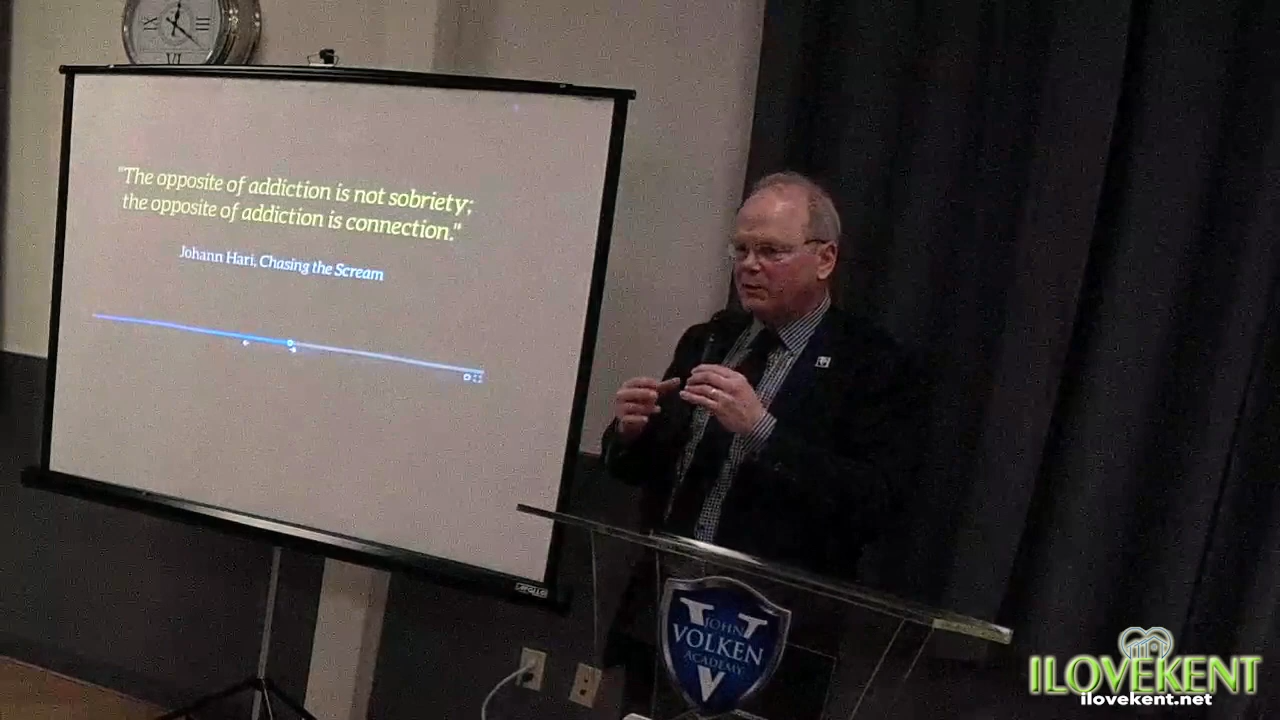 "The opposite of addiction is not sobriety;
the opposite of addiction is connection."
Johann Hari, Chasing the Scream
JOHN
VOLKEN
ACADEMY
V
ILOVEKENT
ilovekent.net